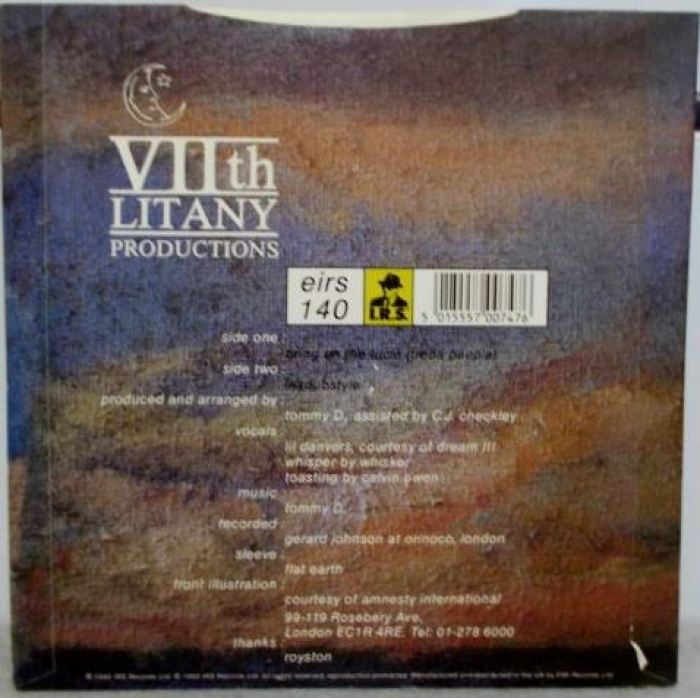 VIIth
LITANY
PRODUCTIONS
eirs
140
I.R.S.
5 015557 007476
side one :
bring on the lucie (freda people)
side two :
produced and arranged by :
tommy D, assisted by C.J. checkley
vocals :
lil danvers, courtesy of dream III
whisper by whisker
toasting by calvin owen
music :
tommy D.
recorded :
gerard johnson at orinoco, london
sleeve :
flat earth
front illustration :
courtesy of amnesty international
99-119 Rosebery Ave,
London EC1R 4RE. Tel: 01-278 6000
thanks :
royston